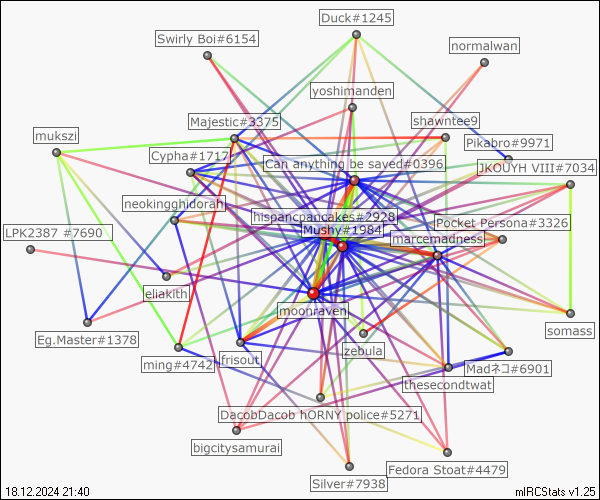 Duck#1245
Swirly Boi#6154
normalwan
yoshimanden
Majestic#3375
shawntee9
mukszi
Pikabro#9971
Cypha#1717
Can anything be saved#0396
JKOUYH VIII#7034
neokingghidorah
hispancpancakes#2928
Pocket Persona#3326
LPK2387 #7690
Mushy#1984
marcemadness
eliakith
moonraven
somass
Eg.Master#1378
zebula
ming#4742
frisout
Madネコ#6901
thesecondtwat
DacobDacob hORNY police#5271
bigcitysamurai
Fedora Stoat#4479
Silver#7938
18.12.2024 21:40
mIRCStats v1.25